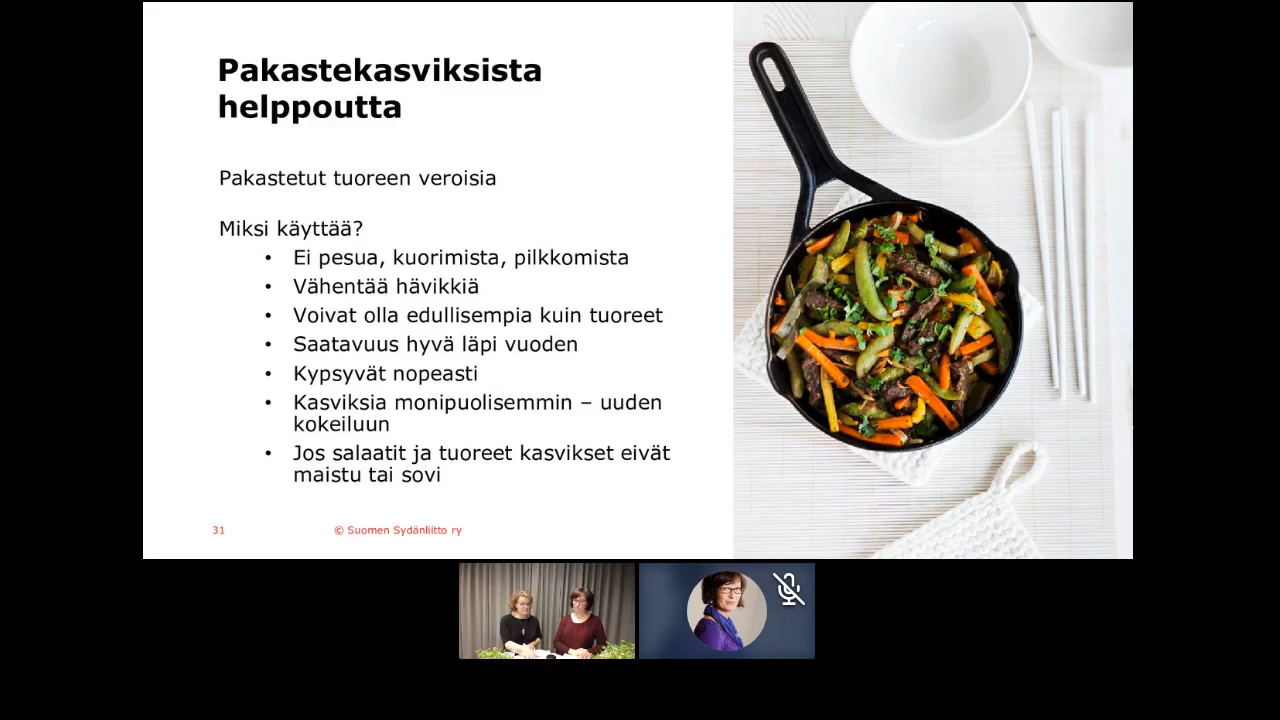 Pakastekasviksista
helppoutta
Pakastetut tuoreen veroisia
Miksi käyttää?
• Ei pesua, kuorimista, pilkkomista
• Vähentää hävikkiä
• Voivat olla edullisempia kuin tuoreet
• Saatavuus hyvä läpi vuoden
• Kypsyvät nopeasti
• Kasviksia monipuolisemmin – uuden
kokeiluun
• Jos salaatit ja tuoreet kasvikset eivät
maistu tai sovi
31 © Suomen Sydänliitto ry